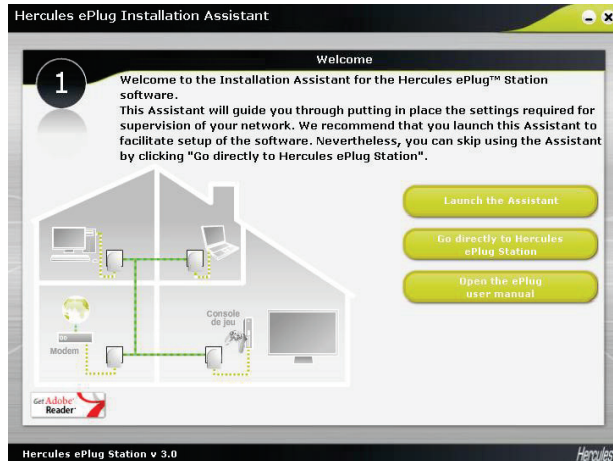 Hercules ePlug Installation Assistant
Welcome
1
Welcome to the Installation Assistant for the Hercules ePlug™ Station
software.
This Assistant will guide you through putting in place the settings required for
supervision of your network. We recommend that you launch this Assistant to
facilitate setup of the software. Nevertheless, you can skip using the Assistant
by clicking "Go directly to Hercules ePlug Station".
Launch the Assistant
Go directly to Hercules
ePlug Station
Open the ePlug
user manual
Console
de jeu
Modem
Get Adobe®
Reader®
Hercules ePlug Station v 3.0
Hercules